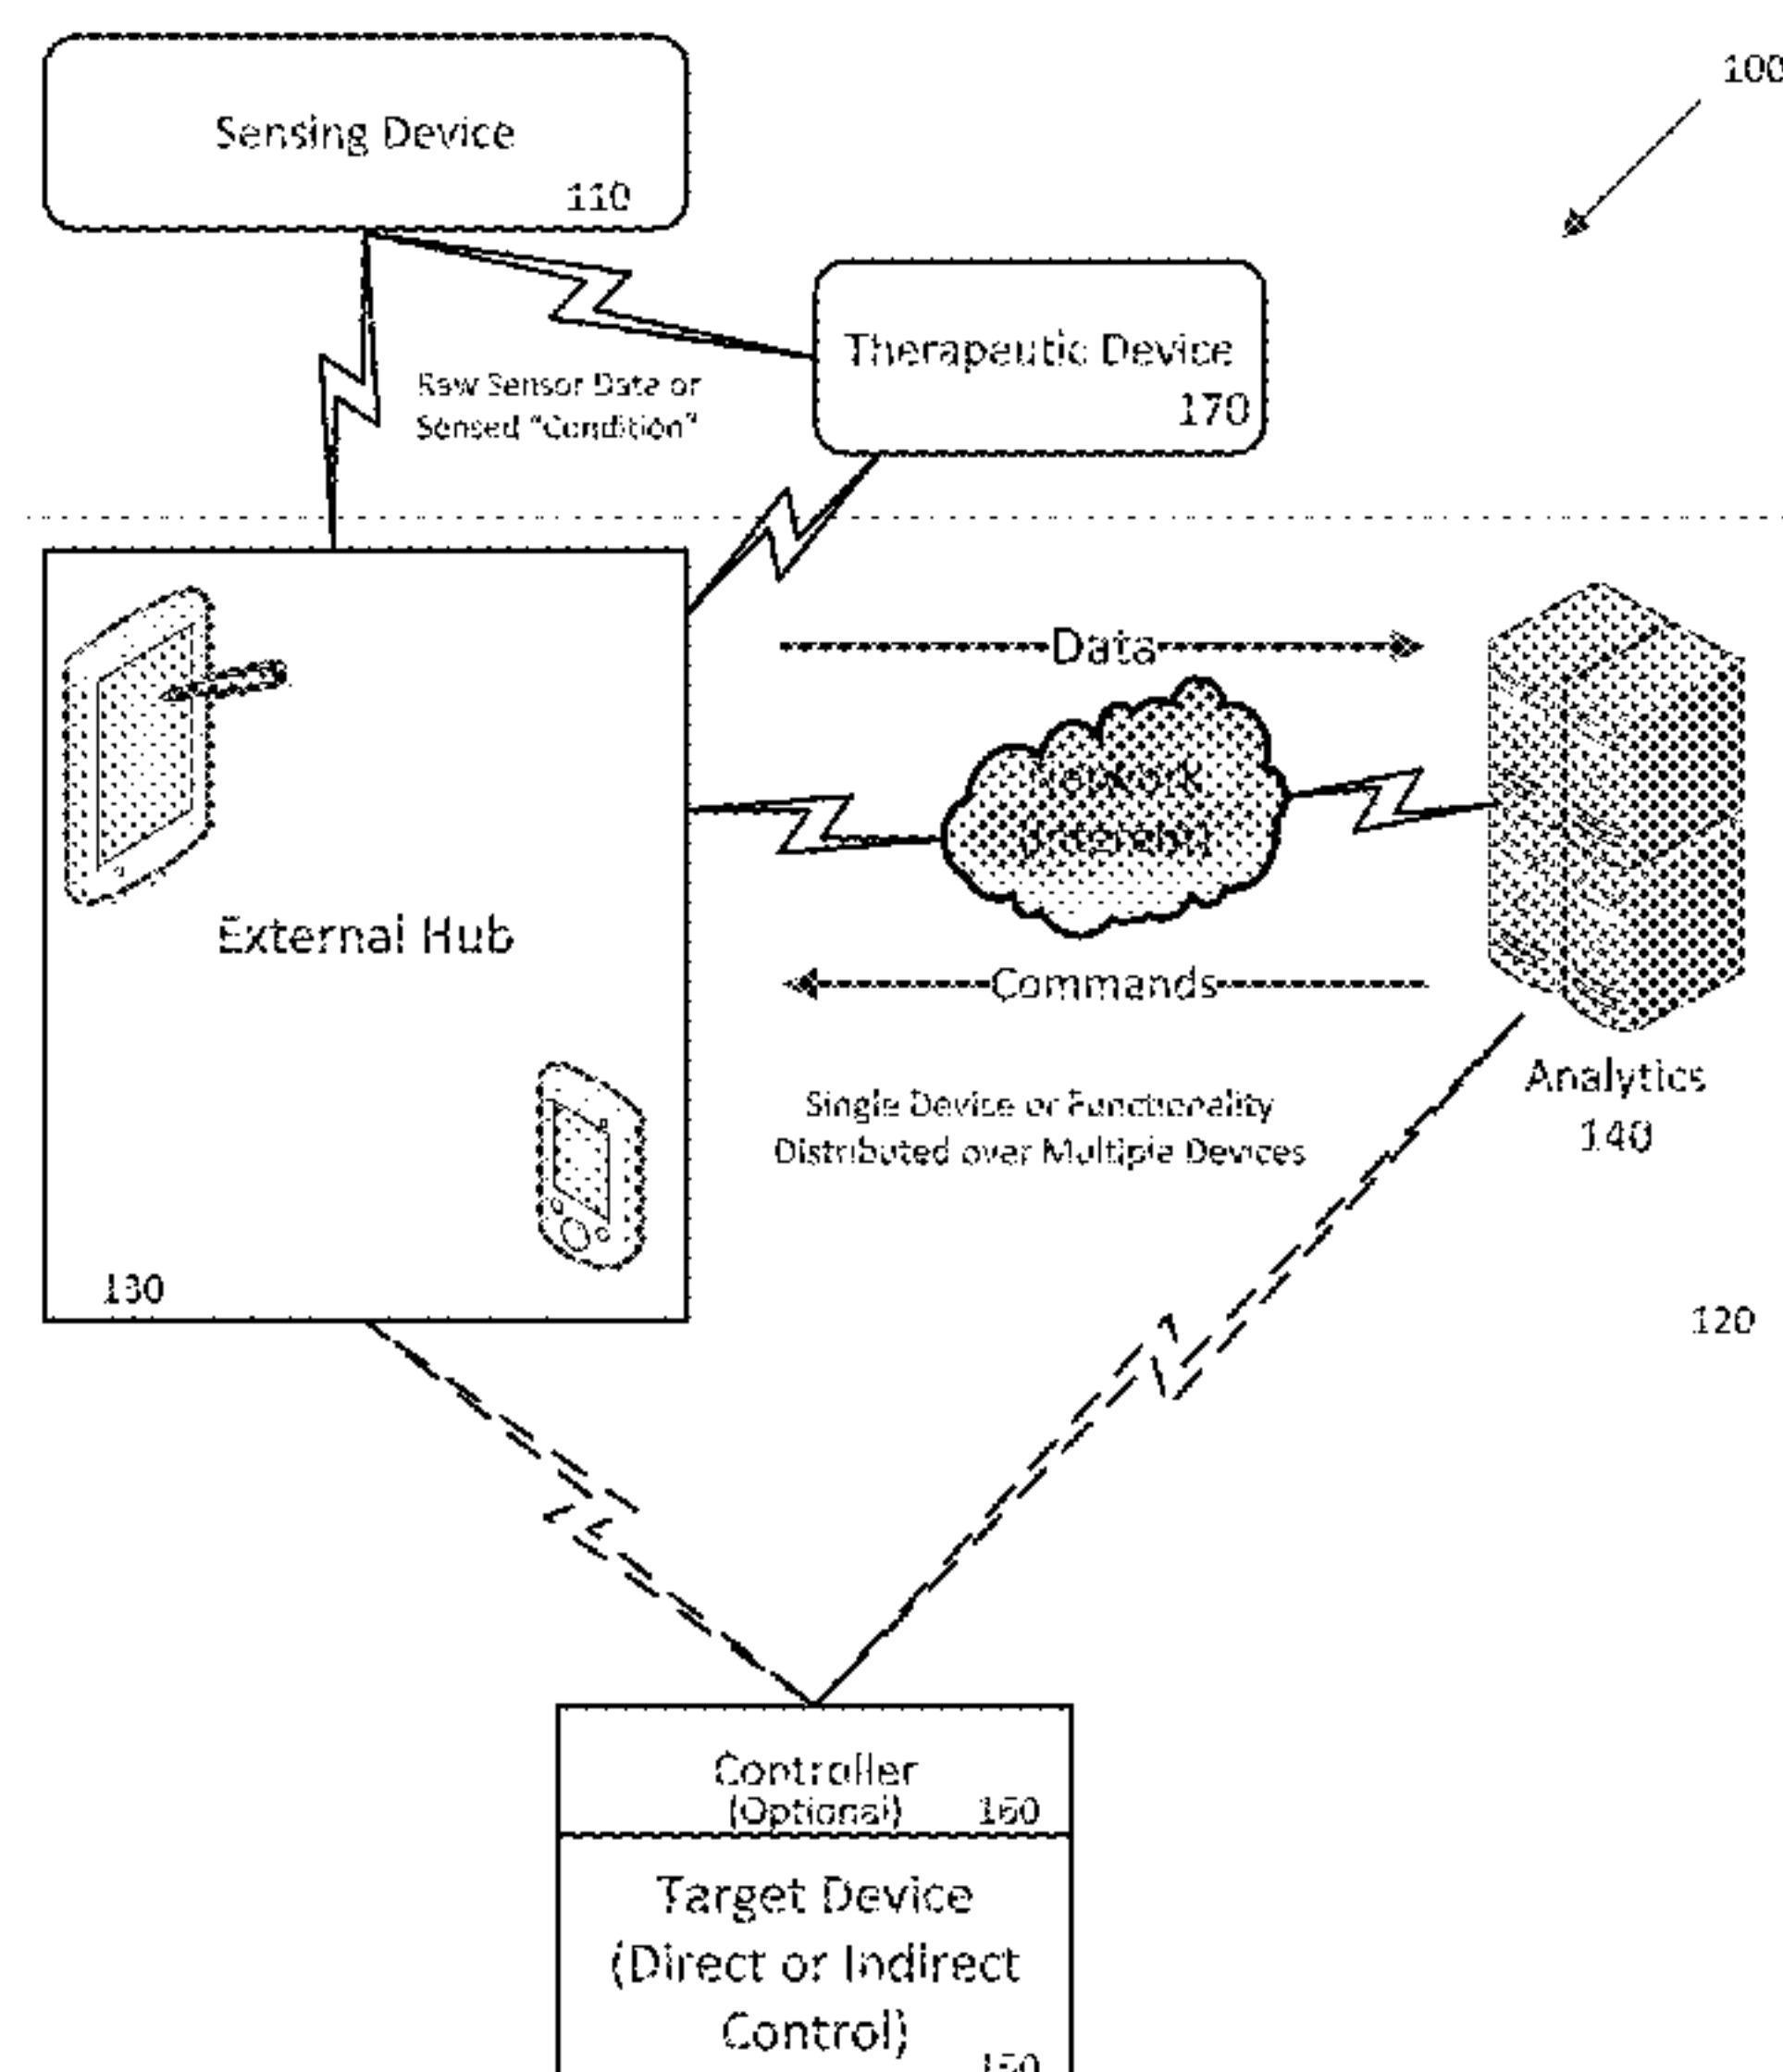 100
Sensing Device
110
Therapeutic Device
170
Raw Sensor Data or
Sensed "Condition"
Data
Network
External Hub
Commands
Analytics
140
Single Device or Functionality
Distributed over Multiple Devices
130
120
Controller
(Optional) 160
Target Device
(Direct or Indirect
Control)